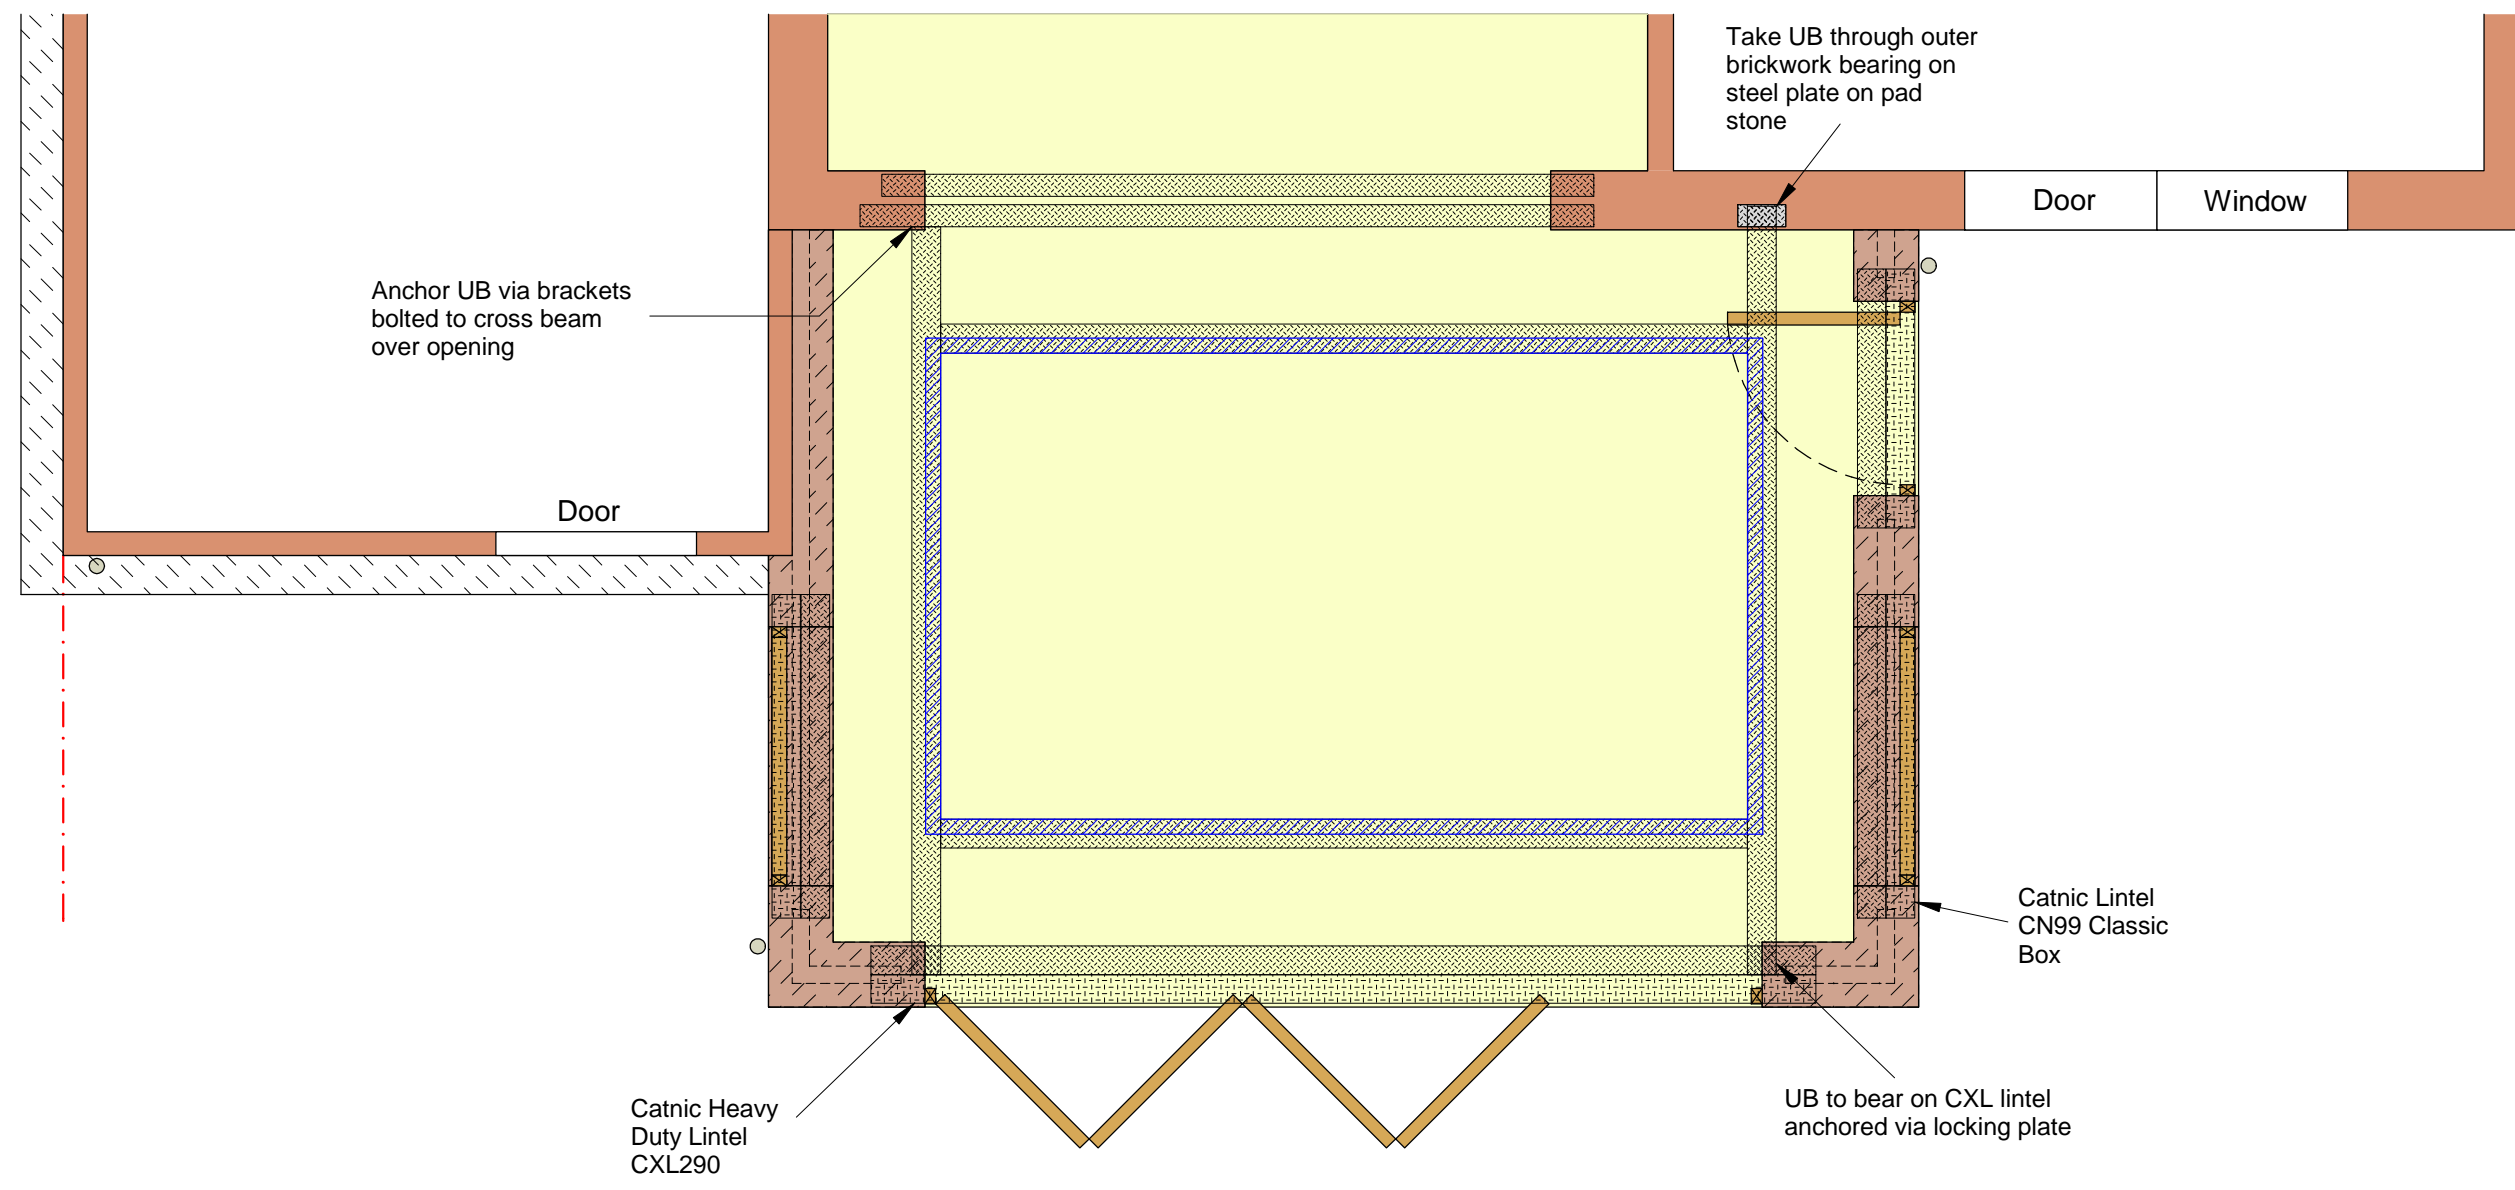 Take UB through outer
brickwork bearing on
steel plate on pad
stone
Door
Window
Anchor UB via brackets
bolted to cross beam
over opening
Door
Catnic Lintel
CN99 Classic
Box
Catnic Heavy
Duty Lintel
CXL290
UB to bear on CXL lintel
anchored via locking plate